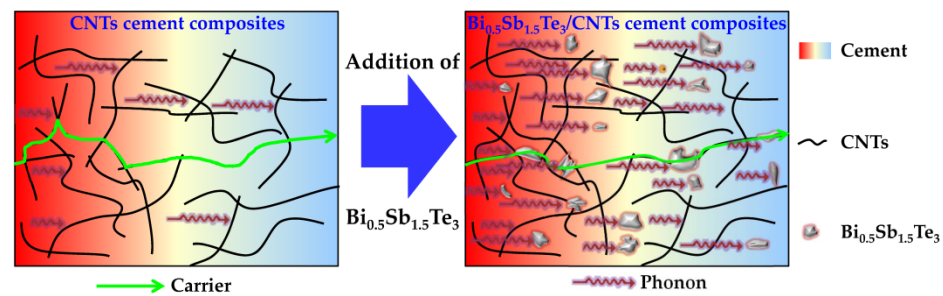 CNTs cement composites
Addition of
Bi₀.₅Sb₁.₅Te₃
Bi₀.₅Sb₁.₅Te₃/CNTs cement composites
Cement
CNTs
Bi₀.₅Sb₁.₅Te₃
Carrier
Phonon